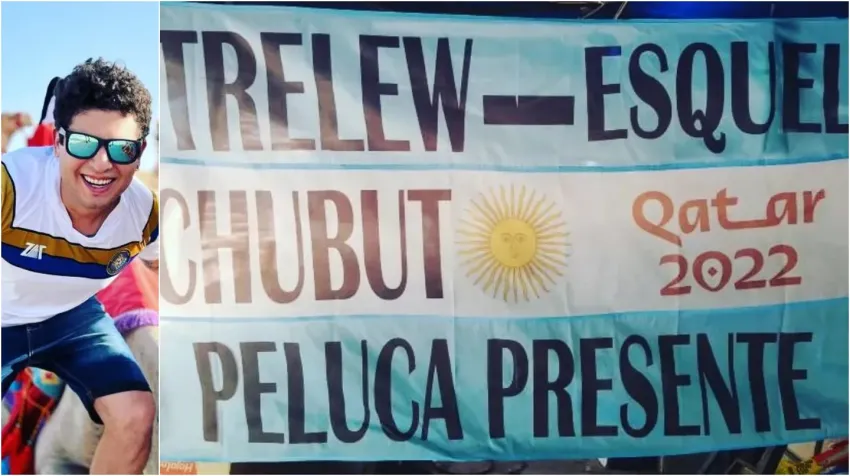 TRELEW—ESQUEL
CHUBUT
Qatar
2022
PELUCA PRESENTE